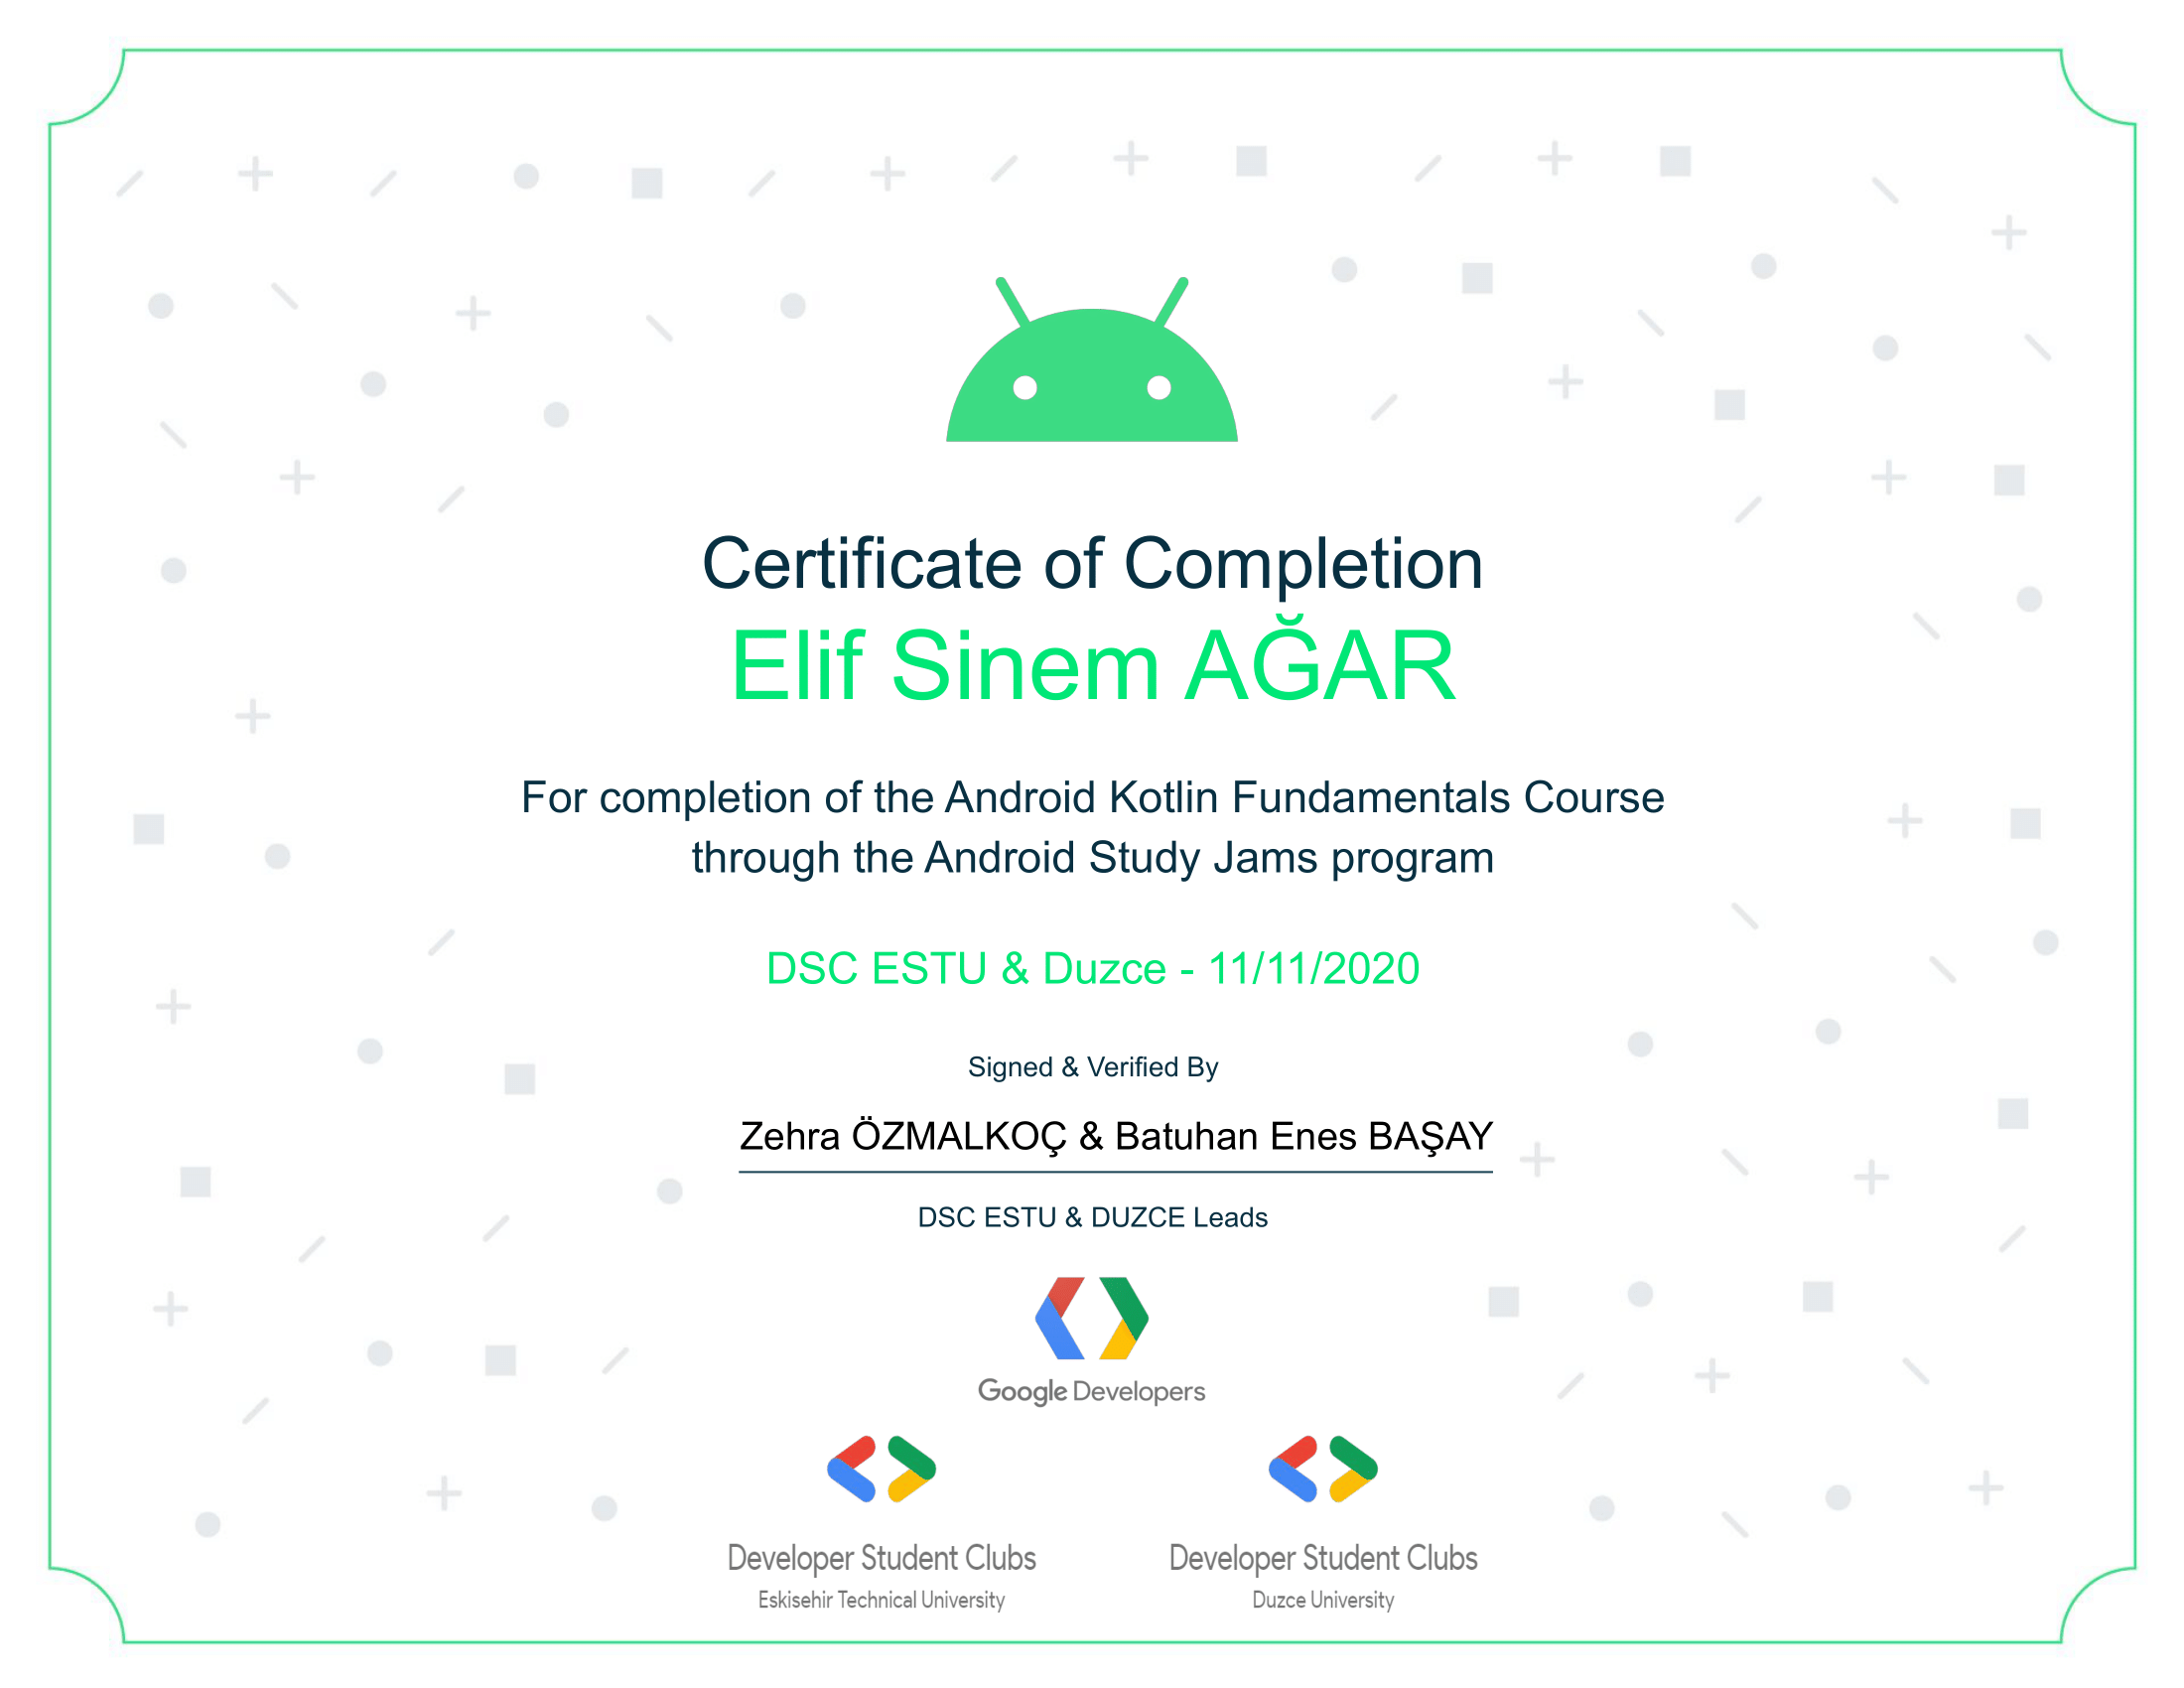 Certificate of Completion
Elif Sinem AĞAR
For completion of the Android Kotlin Fundamentals Course
through the Android Study Jams program
DSC ESTU & Duzce - 11/11/2020
Signed & Verified By
Zehra ÖZMALKOÇ & Batuhan Enes BAŞAY
DSC ESTU & DUZCE Leads
Google Developers
Developer Student Clubs
Eskisehir Technical University
Developer Student Clubs
Duzce University